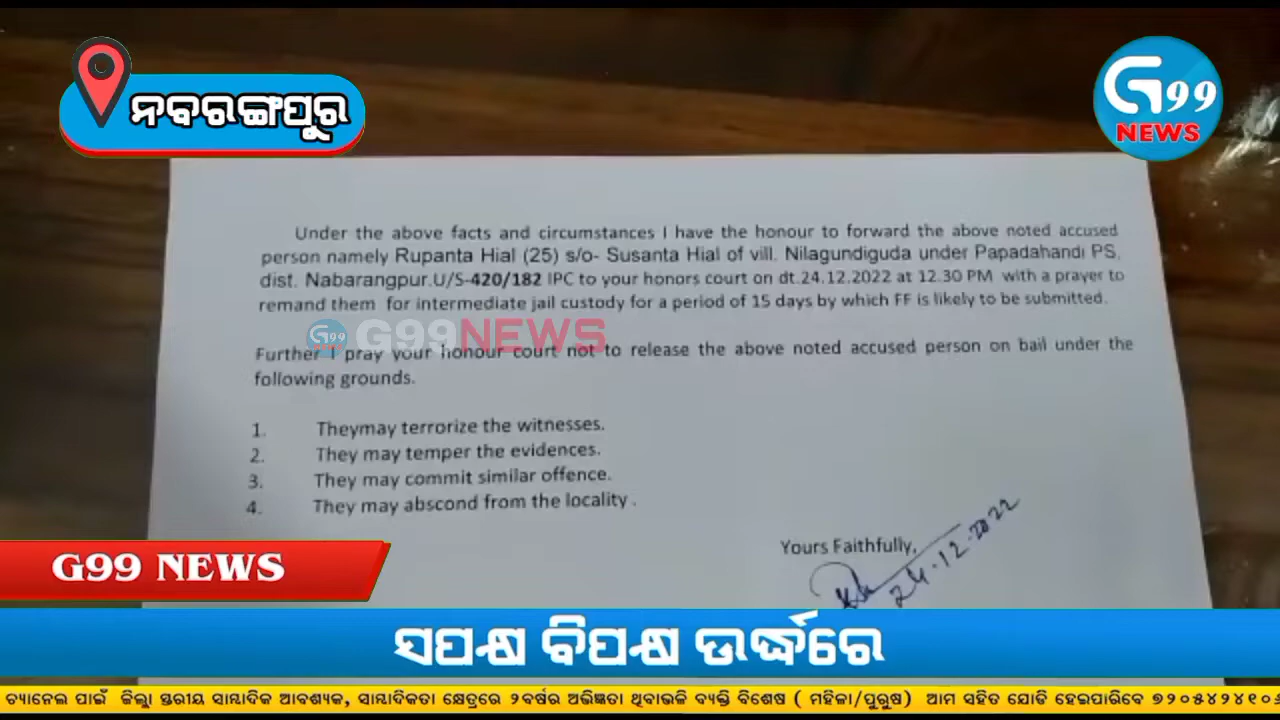 ନବରଙ୍ଗପୁର
G99
NEWS
Under the above facts and circumstances I have the honour to forward the above noted accused
person namely Rupanta Hial (25) s/o- Susanta Hial of vill. Nilagundiguda under Papadahandi PS,
dist. Nabarangpur.U/S-420/182 IPC to your honors court on dt.24.12.2022 at 12.30 PM with a prayer to
remand them for intermediate jail custody for a period of 15 days by which FF is likely to be submitted.
G99 G99NEWS
Further I pray your honour court not to release the above noted accused person on bail under the
following grounds.
1. Theymay terrorize the witnesses.
2. They may temper the evidences.
3. They may commit similar offence.
4. They may abscond from the locality .
Yours Faithfully,
24.12.2022
G99 NEWS
ସପକ୍ଷ ବିପକ୍ଷ ଉର୍ଦ୍ଧ୍ୱରେ
ଚ୍ୟାନେଲ ପାଇଁ ଜିଲ୍ଲା ସ୍ତରୀୟ ସାମ୍ବାଦିକ ଆବଶ୍ୟକ, ସାମ୍ବାଦିକତା କ୍ଷେତ୍ରରେ ୨ବର୍ଷର ଅଭିଜ୍ଞତା ଥିବାଭଳି ବ୍ୟକ୍ତି ବିଶେଷ ( ମହିଳା/ପୁରୁଷ) ଆମ ସହିତ ଯୋଡି ହେଇପାରିବେ